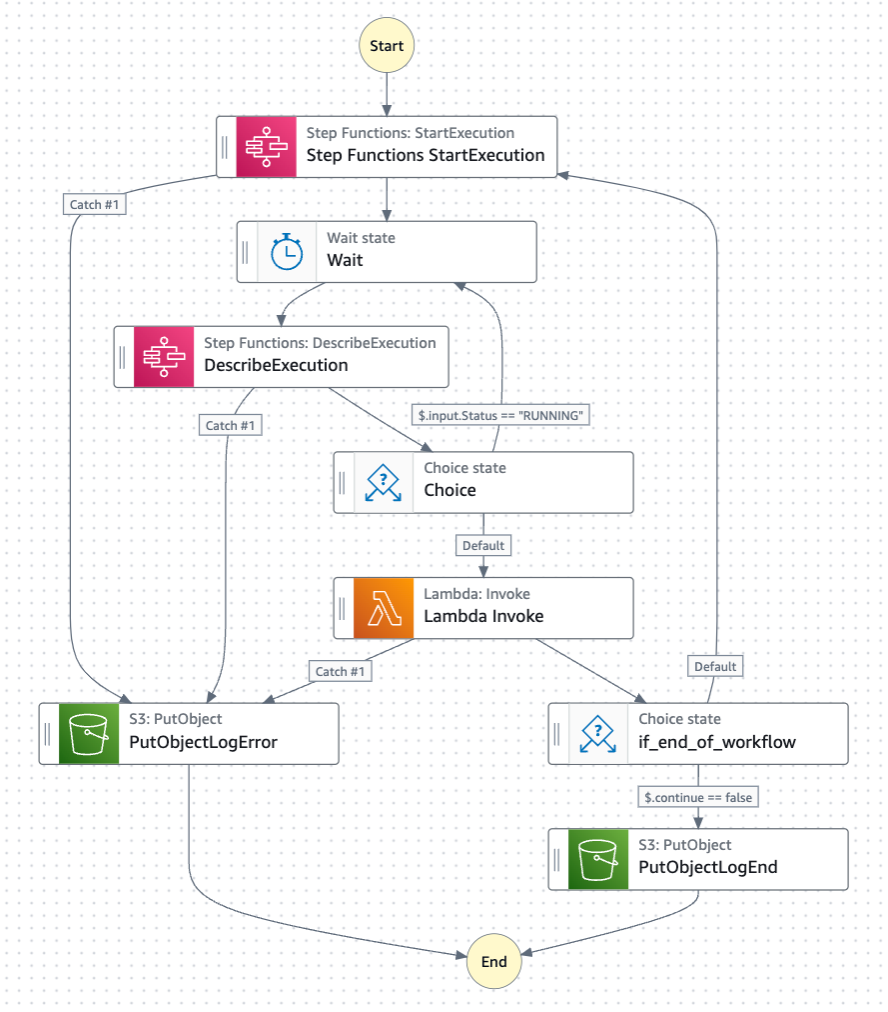 Start
Step Functions: StartExecution
Step Functions StartExecution
Catch #1
Wait state
Wait
Step Functions: DescribeExecution
DescribeExecution
$.input.Status == "RUNNING"
Catch #1
Choice state
Choice
Default
Lambda: Invoke
Lambda Invoke
Catch #1
Default
S3: PutObject
PutObjectLogError
Choice state
if_end_of_workflow
$.continue == false
S3: PutObject
PutObjectLogEnd
End